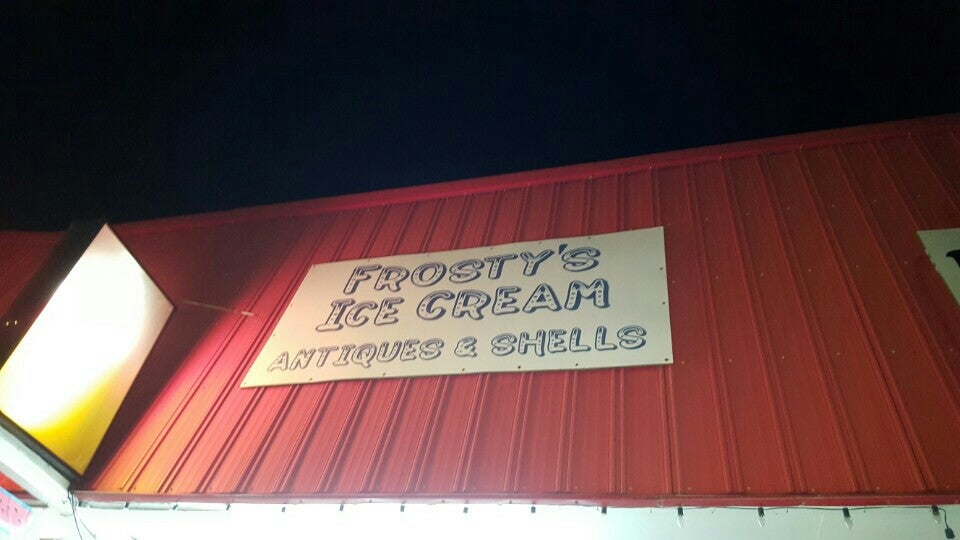 FROSTY'S
ICE CREAM
ANTIQUES & SHELLS